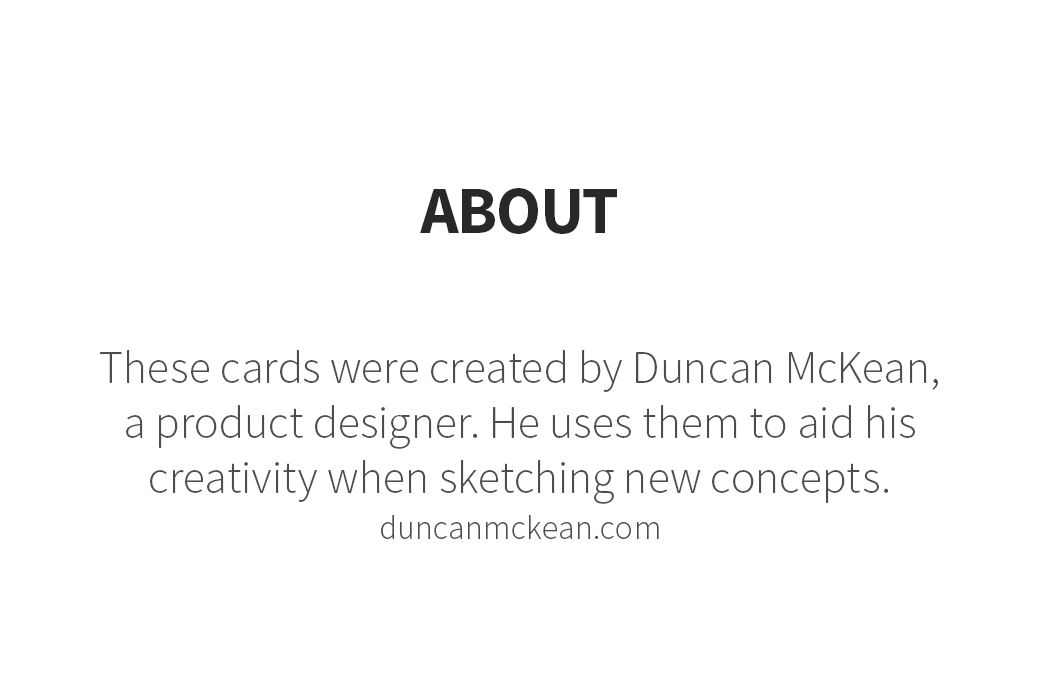 ABOUT
These cards were created by Duncan McKean,
a product designer. He uses them to aid his
creativity when sketching new concepts.
duncanmckean.com